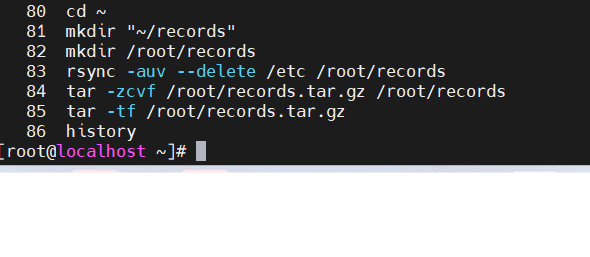 80 cd ~
81 mkdir "~/records"
82 mkdir /root/records
83 rsync -auv --delete /etc /root/records
84 tar -zcvf /root/records.tar.gz /root/records
85 tar -tf /root/records.tar.gz
86 history
[root@localhost ~]#